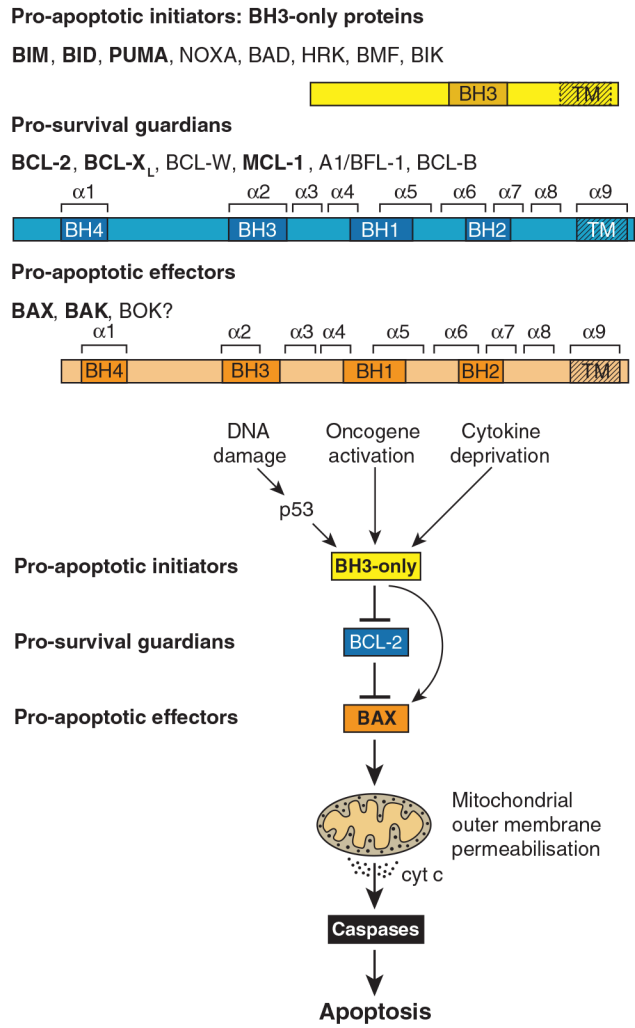 Pro-apoptotic initiators: BH3-only proteins
BIM, BID, PUMA, NOXA, BAD, HRK, BMF, BIK
BH3 TM
Pro-survival guardians
BCL-2, BCL-XL, BCL-W, MCL-1, A1/BFL-1, BCL-B
α1 α2 α3 α4 α5 α6 α7 α8 α9
BH4 BH3 BH1 BH2 TM
Pro-apoptotic effectors
BAX, BAK, BOK?
α1 α2 α3 α4 α5 α6 α7 α8 α9
BH4 BH3 BH1 BH2 TM
DNA
damage
Oncogene
activation
Cytokine
deprivation
p53
Pro-apoptotic initiators
BH3-only
Pro-survival guardians
BCL-2
Pro-apoptotic effectors
BAX
Mitochondrial
outer membrane
permeabilisation
cyt c
Caspases
Apoptosis